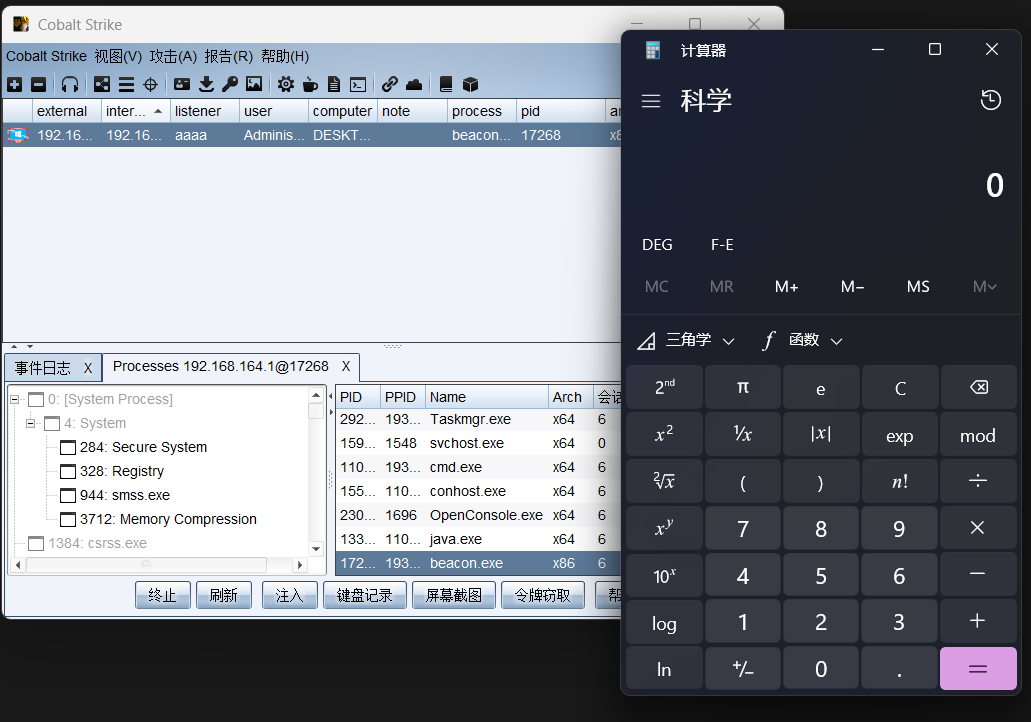 Cobalt Strike
Cobalt Strike 视图(V) 攻击(A) 报告(R) 帮助(H)
external inter... listener user computer note process pid
192.16... 192.16... aaaa Adminis... DESKT... beacon... 17268 x8
事件日志 X Processes 192.168.164.1@17268 X
0: [System Process]
4: System
284: Secure System
328: Registry
944: smss.exe
3712: Memory Compression
1384: csrss.exe
PID PPID Name Arch 会话
292... 193... Taskmgr.exe x64 6
159... 1548 svchost.exe x64 0
110... 193... cmd.exe x64 6
155... 110... conhost.exe x64 6
230... 1696 OpenConsole.exe x64 6
133... 110... java.exe x64 6
172... 193... beacon.exe x86 6
终止 刷新 注入 键盘记录 屏幕截图 令牌窃取 帮
计算器
科学
0
DEG F-E
MC MR M+ M− MS M
三角学 f 函数
2ⁿᵈ π e C
x² ¹/x |x| exp mod
²√x ( ) n! ÷
xʸ 7 8 9 ×
10ˣ 4 5 6 −
log 1 2 3 +
ln +/− 0 . =